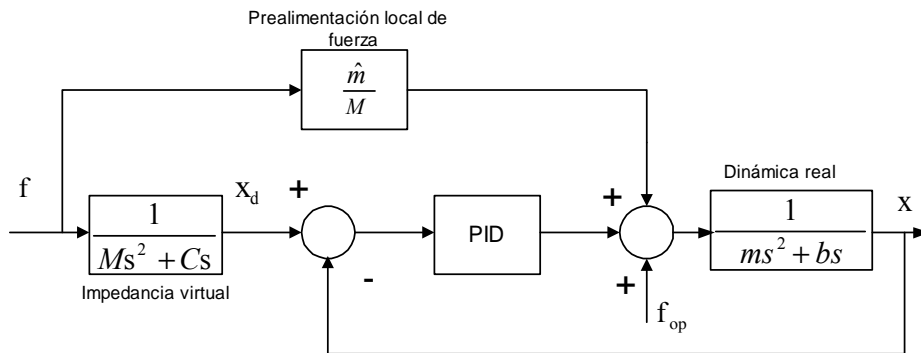 Prealimentación local de
fuerza
m̂
M
f
1
Ms² + Cs
Impedancia virtual
x_d
+
-
PID
+
+
f_op
Dinámica real
1
ms² + bs
x